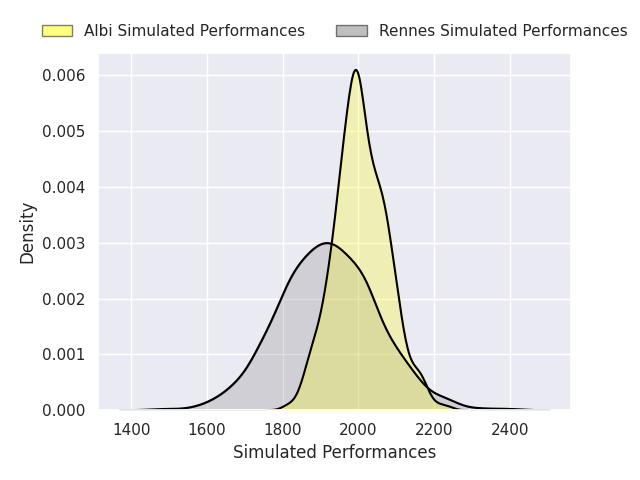 Albi Simulated Performances Rennes Simulated Performances
0.006
0.005
0.004
0.003
0.002
0.001
0.000
Density
1400 1600 1800 2000 2200 2400
Simulated Performances